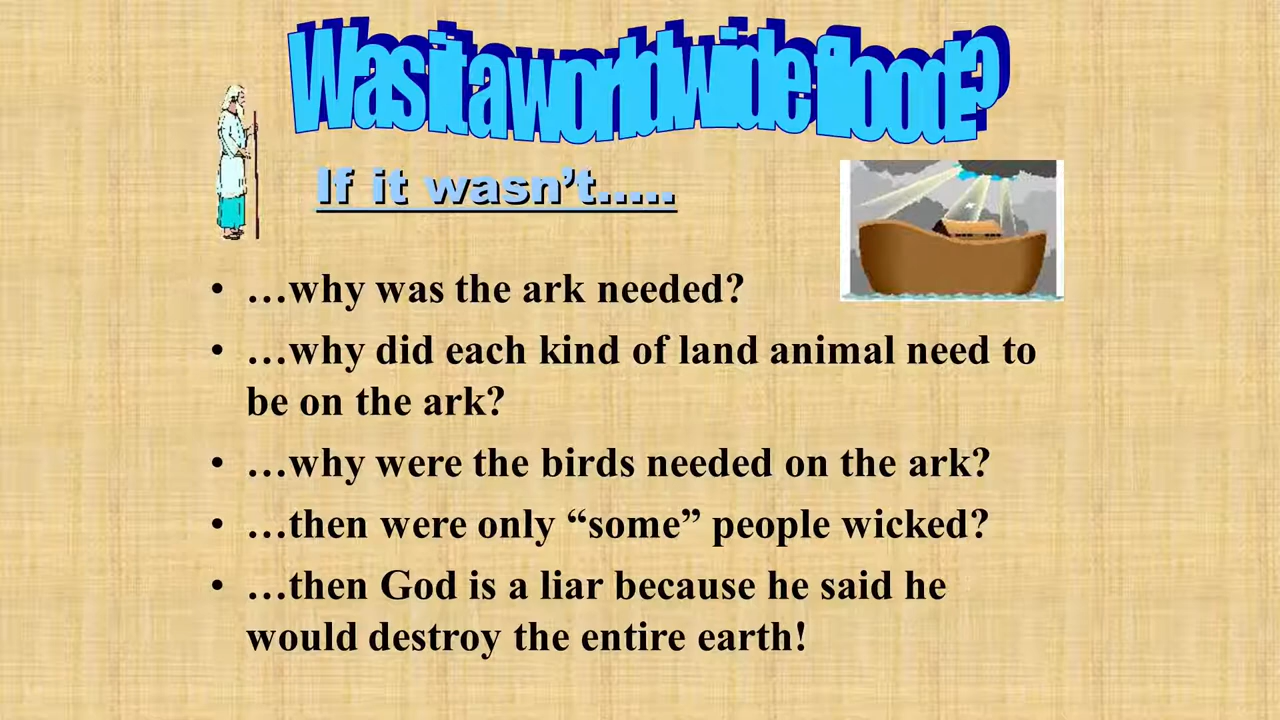 Was it a worldwide flood?
If it wasn’t…..
• …why was the ark needed?
• …why did each kind of land animal need to
be on the ark?
• …why were the birds needed on the ark?
• …then were only “some” people wicked?
• …then God is a liar because he said he
would destroy the entire earth!